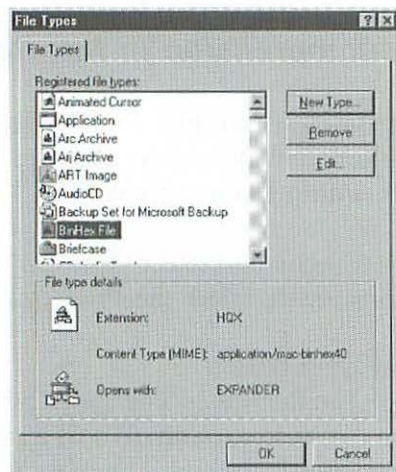 File Types
File Types
Registered file types:
Animated Cursor
Application
Arc Archive
Arj Archive
ART Image
AudioCD
Backup Set for Microsoft Backup
BinHex File
Briefcase
New Type...
Remove
Edit...
File type details
Extension: HQX
Content Type (MIME): application/mac-binhex40
Opens with: EXPANDER
OK Cancel